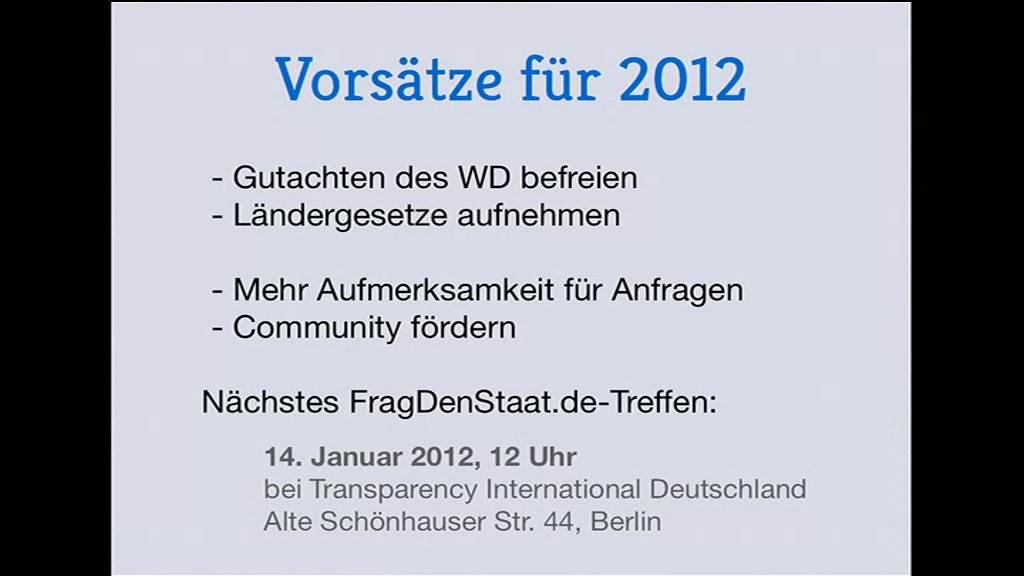 Vorsätze für 2012
- Gutachten des WD befreien
- Ländergesetze aufnehmen
- Mehr Aufmerksamkeit für Anfragen
- Community fördern
Nächstes FragDenStaat.de-Treffen:
14. Januar 2012, 12 Uhr
bei Transparency International Deutschland
Alte Schönhauser Str. 44, Berlin